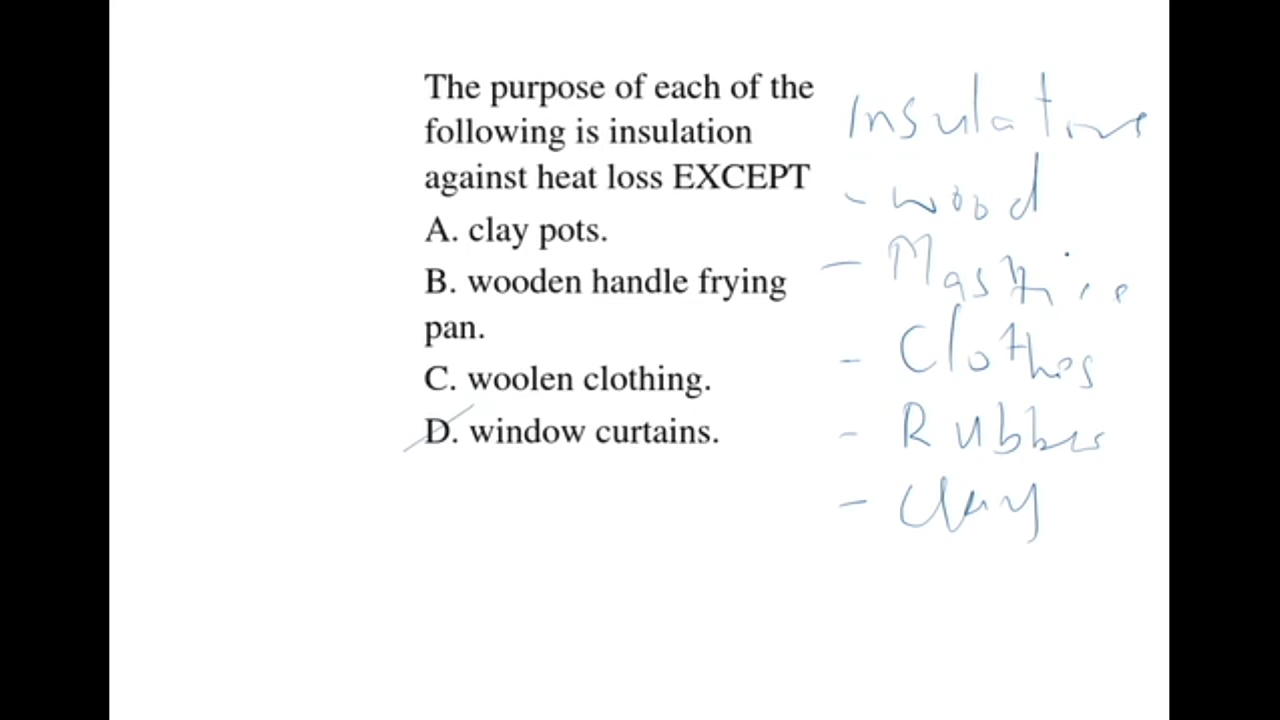 The purpose of each of the
following is insulation
against heat loss EXCEPT
A. clay pots.
B. wooden handle frying
pan.
C. woolen clothing.
D. window curtains.
Insulators
- wood
-
- Clothes
- Rubber
- Clay